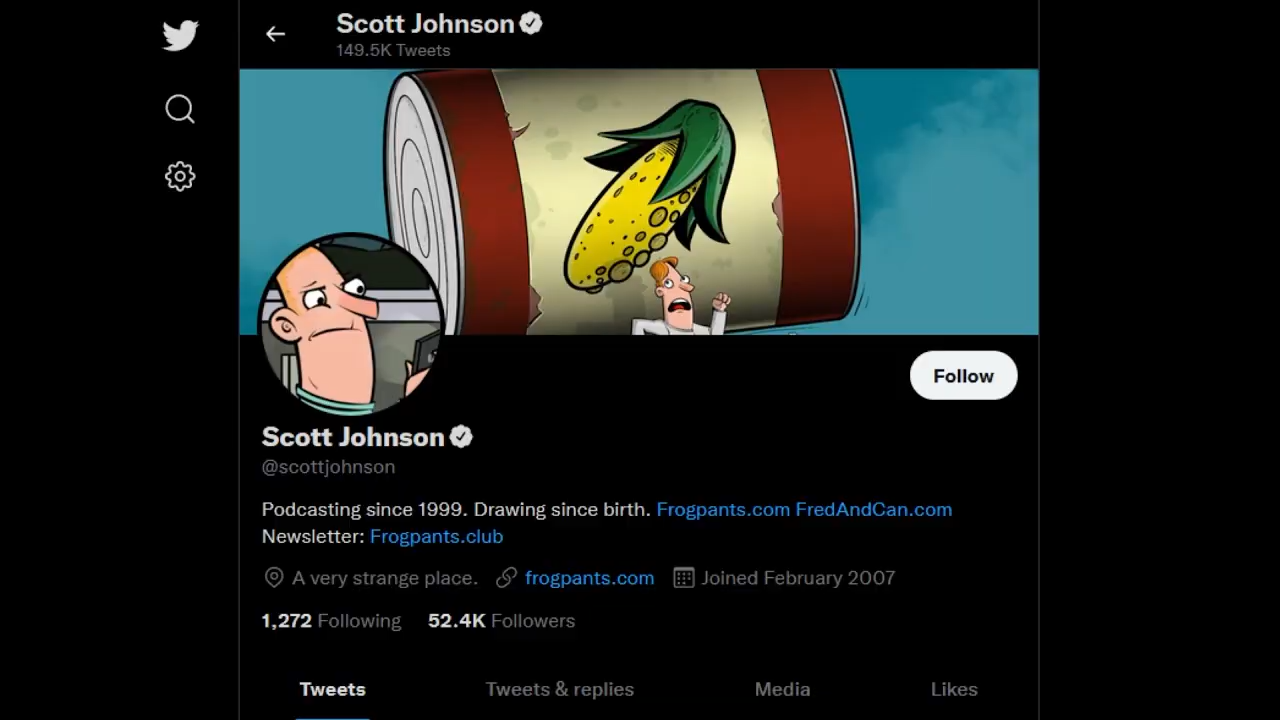 Scott Johnson
149.5K Tweets
Follow
Scott Johnson
@scottjohnson
Podcasting since 1999. Drawing since birth. Frogpants.com FredAndCan.com
Newsletter: Frogpants.club
A very strange place. frogpants.com Joined February 2007
1,272 Following 52.4K Followers
Tweets Tweets & replies Media Likes